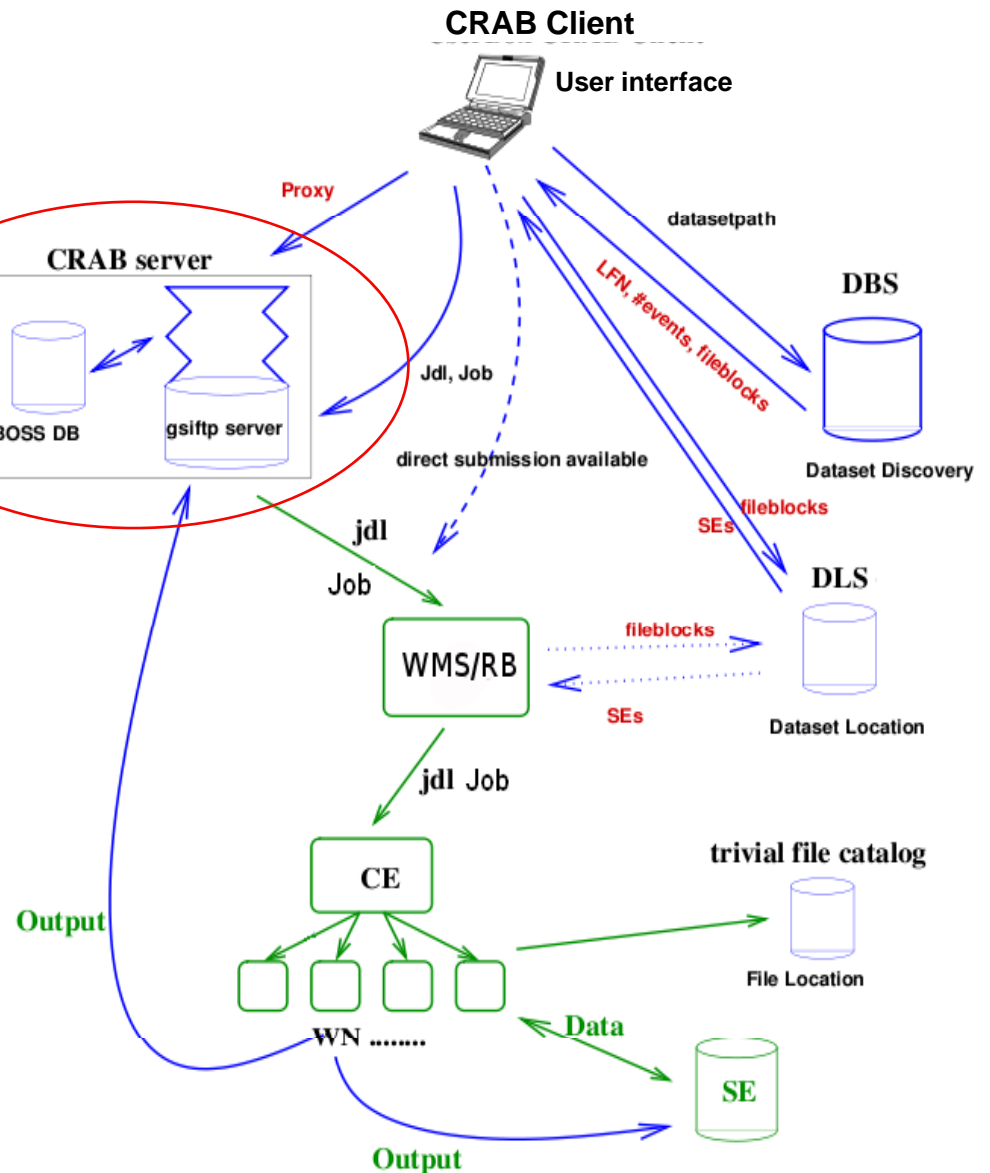 CRAB Client
User interface
Proxy
datasetpath
CRAB server
LFN, #events, fileblocks
DBS
Jdl, Job
BOSS DB
gsiftp server
direct submission available
Dataset Discovery
fileblocks
SEs
jdl
Job
DLS
fileblocks
WMS/RB
SEs
Dataset Location
jdl Job
trivial file catalog
CE
Output
File Location
Data
WN ........
SE
Output